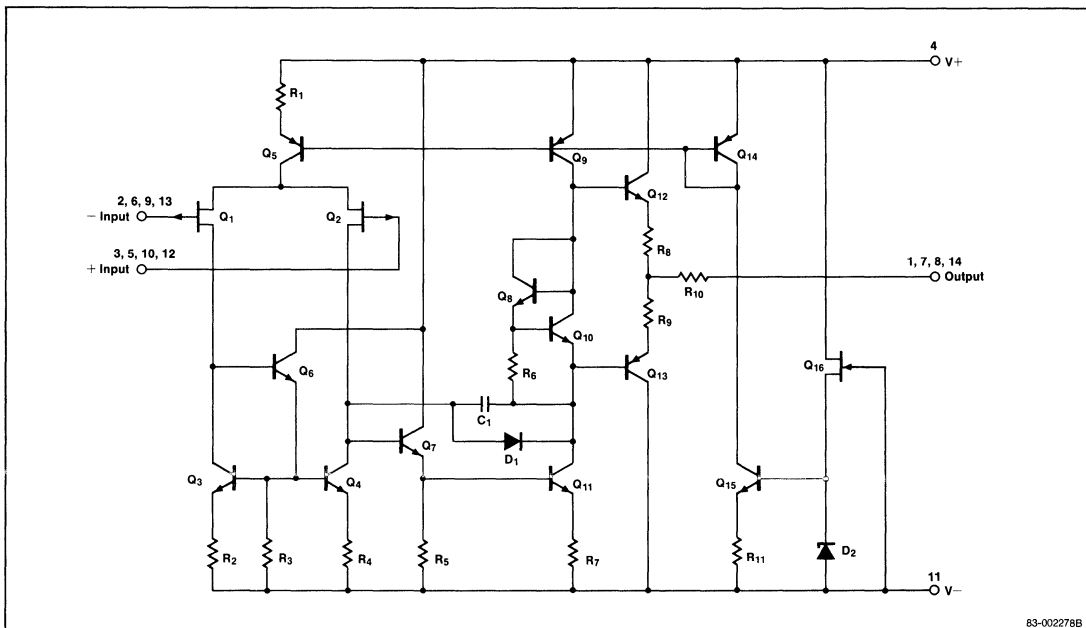 4
V+
R1
Q5
Q9
Q14
Q12
2, 6, 9, 13
− Input
Q1
Q2
R8
3, 5, 10, 12
+ Input
1, 7, 8, 14
Output
R10
Q8
R9
Q10
Q6
Q13
Q16
R6
C1
Q7
D1
Q3
Q4
Q11
Q15
R2
R3
R4
R5
R7
R11
D2
11
V−
83-002278B